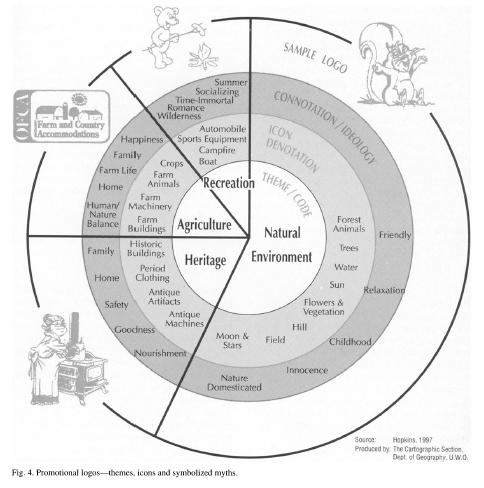 SAMPLE LOGO
CONNOTATION / IDEOLOGY
ICON
DENOTATION
THEME / CODE
Summer
Socializing
Time-Immortal
Romance
Wilderness
Automobile
Sports Equipment
Campfire
Boat
Recreation
OFCA
Farm and Country
Accommodations
Happiness
Family
Farm Life
Home
Human/
Nature
Balance
Crops
Farm
Animals
Farm
Machinery
Farm
Buildings
Agriculture
Heritage
Family
Home
Safety
Goodness
Nourishment
Historic
Buildings
Period
Clothing
Antique
Artifacts
Antique
Machines
Natural
Environment
Forest
Animals
Trees
Water
Sun
Flowers &
Vegetation
Hill
Field
Moon &
Stars
Friendly
Relaxation
Childhood
Innocence
Nature
Domesticated
Source: Hopkins, 1997
Produced by: The Cartographic Section,
Dept. of Geography, U.W.O.
Fig. 4. Promotional logos—themes, icons and symbolized myths.